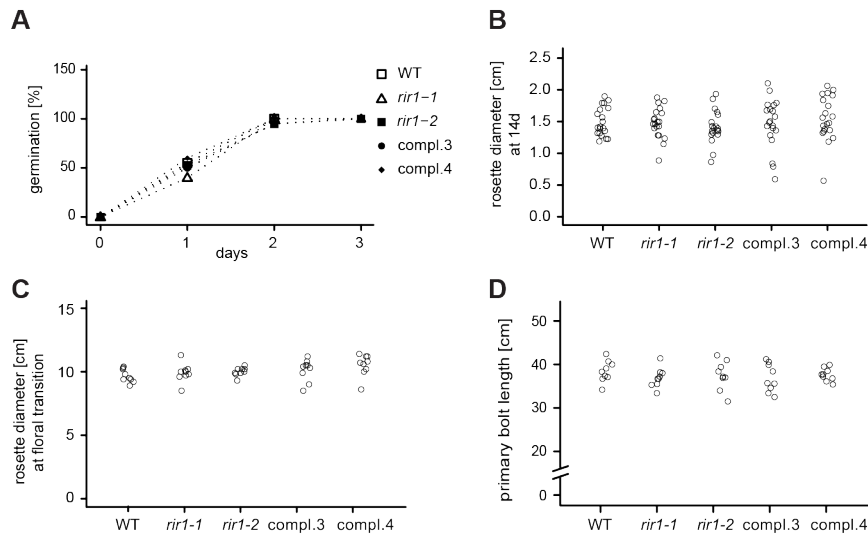 A
150
100
50
0
germination [%]
0 1 2 3
days
WT
rir1−1
rir1−2
compl.3
compl.4
B
2.5
2.0
1.5
1.0
0.5
0.0
rosette diameter [cm]
at 14d
WT rir1-1 rir1-2 compl.3 compl.4
C
15
10
5
0
rosette diameter [cm]
at floral transition
WT rir1-1 rir1-2 compl.3 compl.4
D
50
40
30
20
0
primary bolt length [cm]
WT rir1-1 rir1-2 compl.3 compl.4